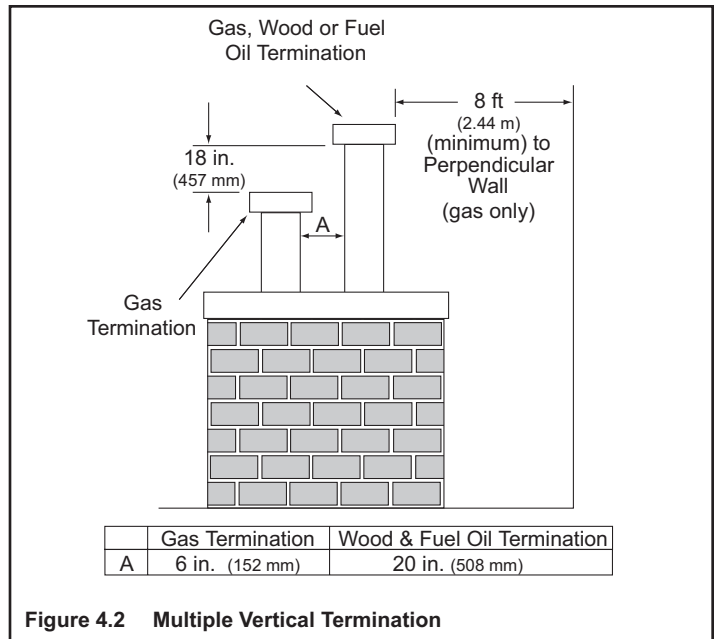 Gas, Wood or Fuel
Oil Termination
8 ft
(2.44 m)
(minimum) to
Perpendicular
Wall
(gas only)
18 in.
(457 mm)
A
Gas
Termination
Gas Termination Wood & Fuel Oil Termination
A 6 in. (152 mm) 20 in. (508 mm)
Figure 4.2 Multiple Vertical Termination